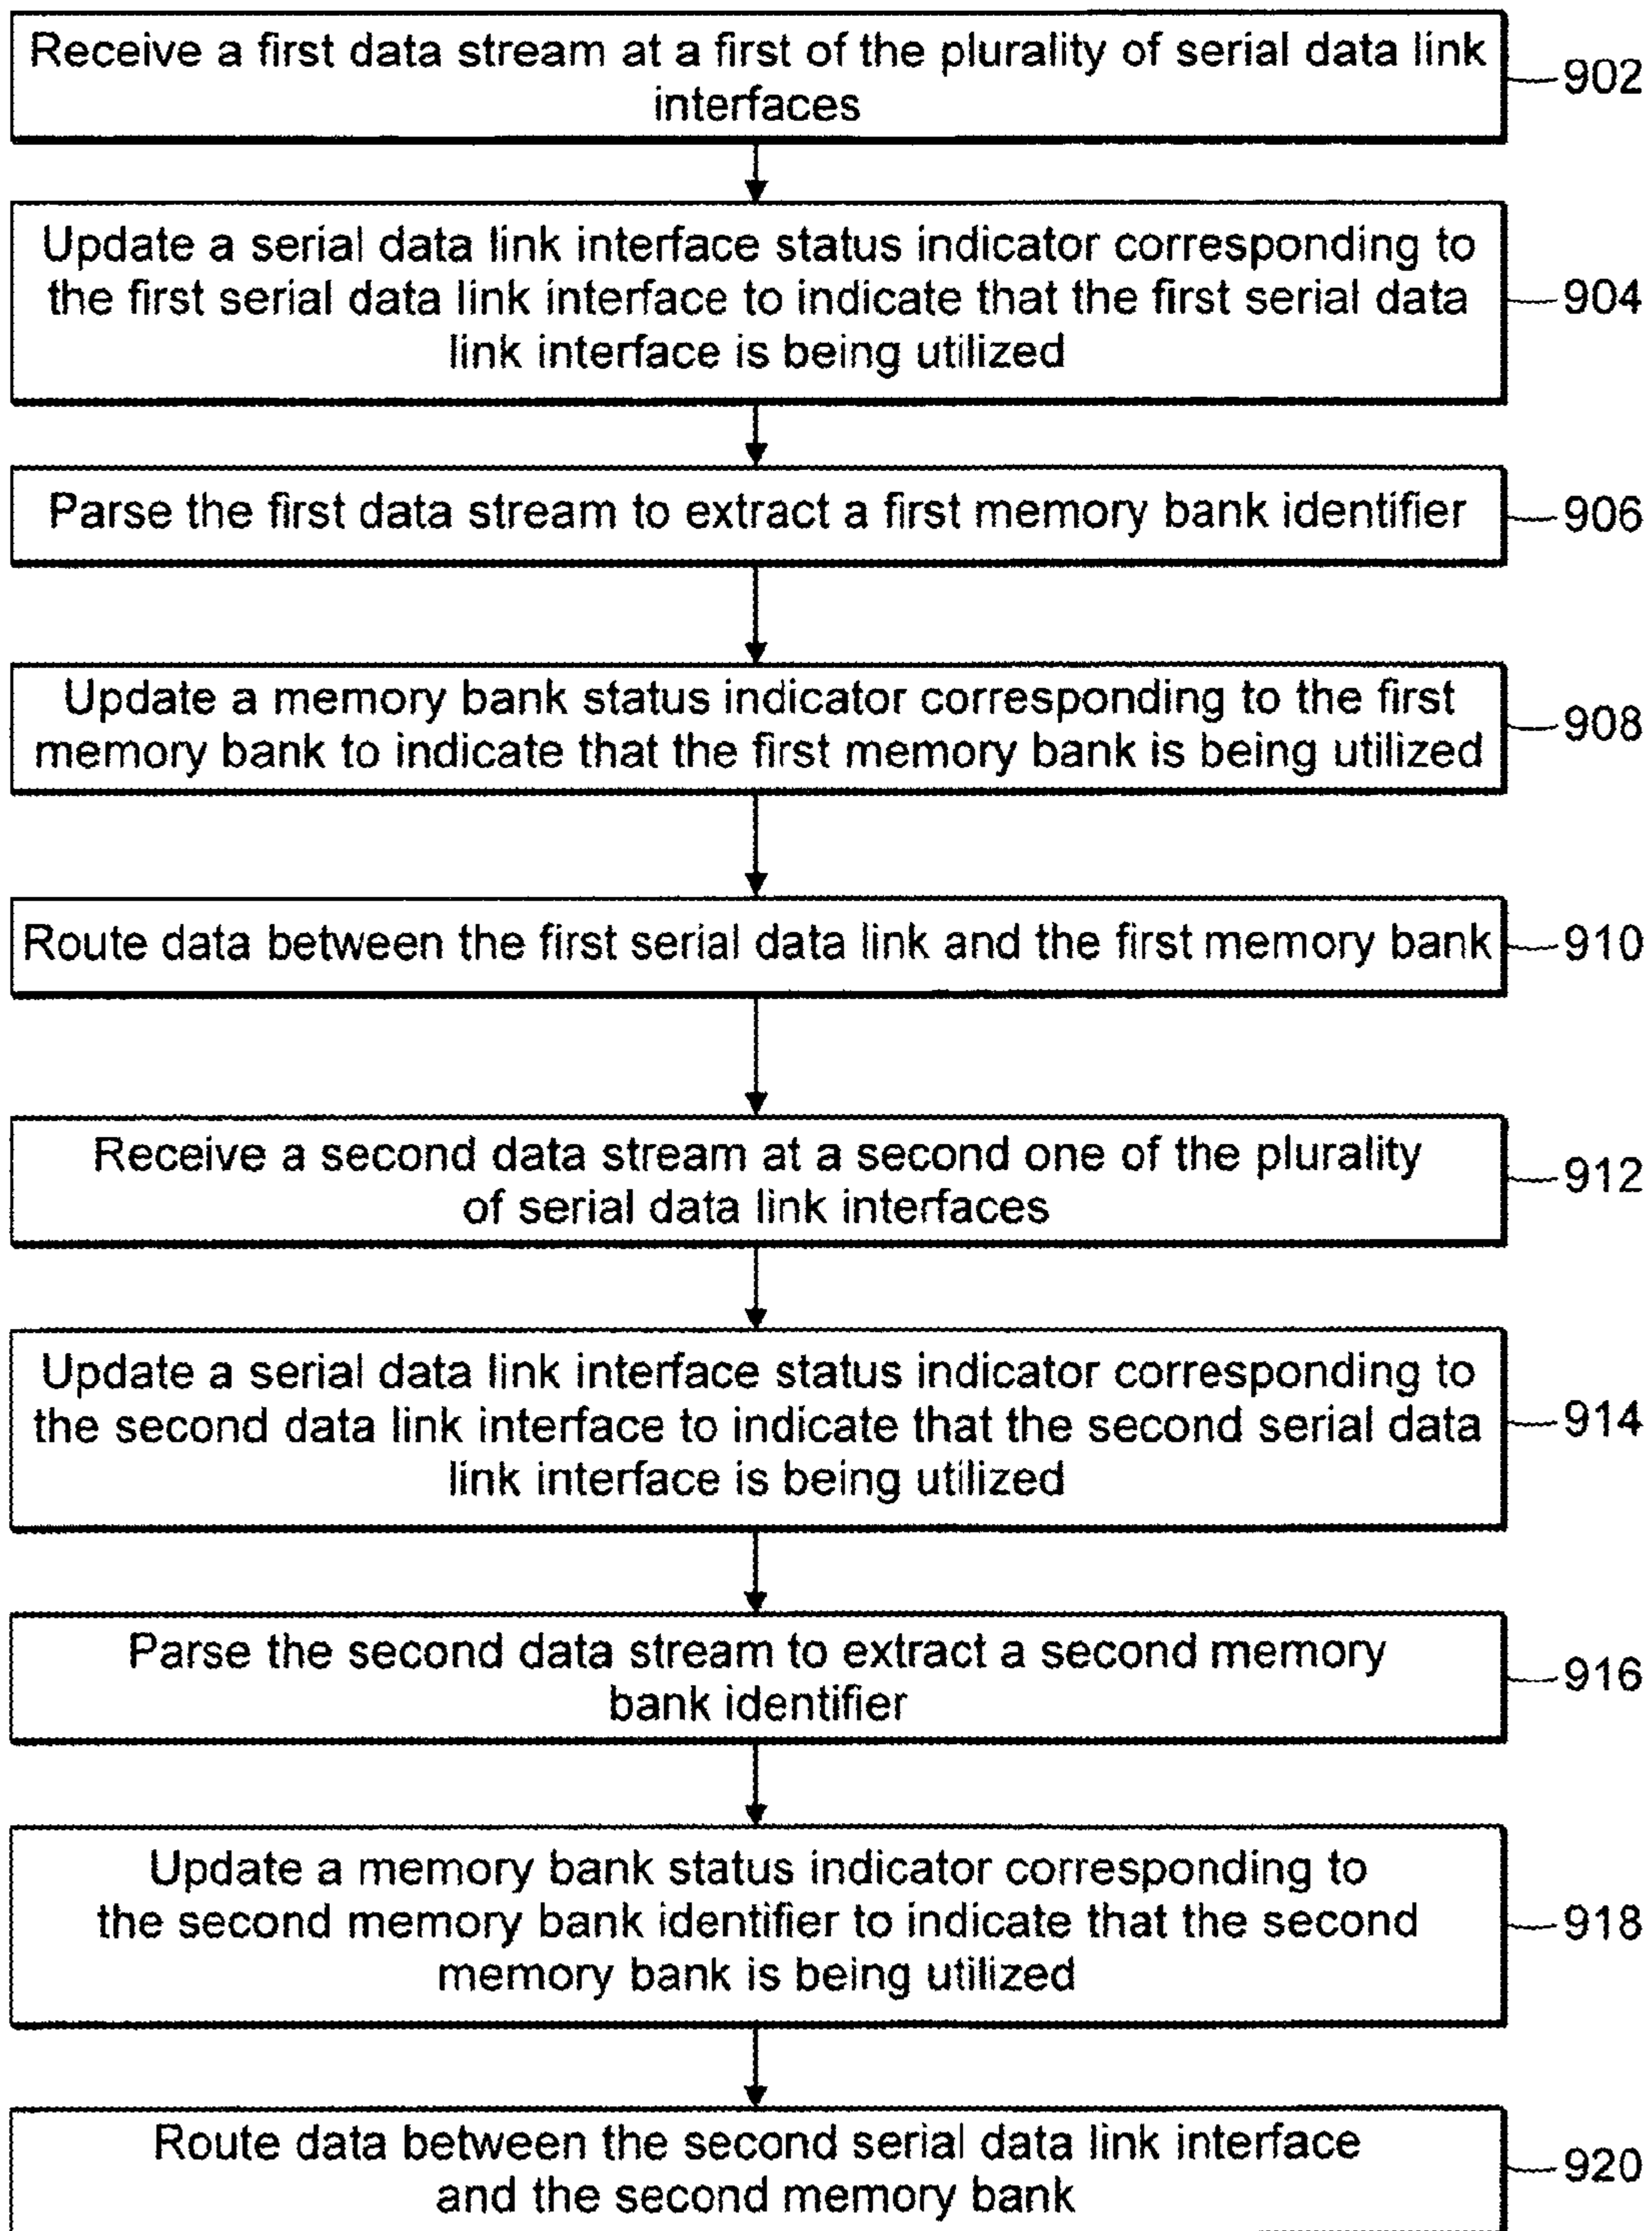 Receive a first data stream at a first of the plurality of serial data link
interfaces
902
Update a serial data link interface status indicator corresponding to
the first serial data link interface to indicate that the first serial data
link interface is being utilized
904
Parse the first data stream to extract a first memory bank identifier
906
Update a memory bank status indicator corresponding to the first
memory bank to indicate that the first memory bank is being utilized
908
Route data between the first serial data link and the first memory bank
910
Receive a second data stream at a second one of the plurality
of serial data link interfaces
912
Update a serial data link interface status indicator corresponding to
the second data link interface to indicate that the second serial data
link interface is being utilized
914
Parse the second data stream to extract a second memory
bank identifier
916
Update a memory bank status indicator corresponding to
the second memory bank identifier to indicate that the second
memory bank is being utilized
918
Route data between the second serial data link interface
and the second memory bank
920